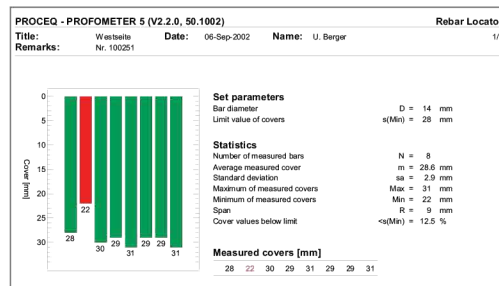 PROCEQ - PROFOMETER 5 (V2.2.0, 50.1002) Rebar Locato
Title: Westseite Date: 06-Sep-2002 Name: U. Berger 1/
Remarks: Nr. 100251
Set parameters
Bar diameter D = 14 mm
Limit value of covers s(Min) = 28 mm
Statistics
Number of measured bars N = 8
Average measured cover m = 28.6 mm
Standard deviation sa = 2.9 mm
Maximum of measured covers Max = 31 mm
Minimum of measured covers Min = 22 mm
Span R = 9 mm
Cover values below limit <s(Min) = 12.5 %
Measured covers [mm]
28 22 30 29 31 29 29 31
Cover [mm]
0
5
10
15
20
25
30
28 22 30 29 31 29 29 31